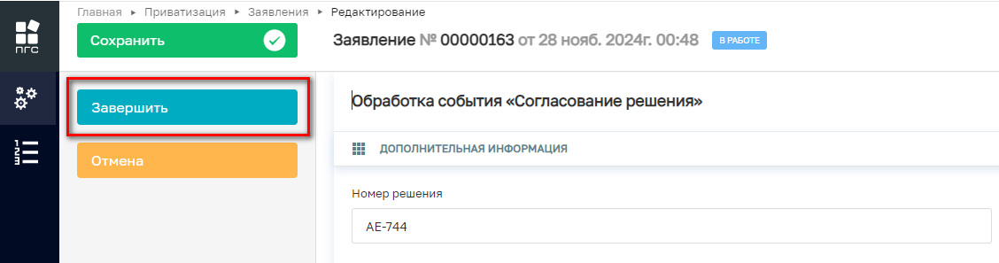 Главная ▸ Приватизация ▸ Заявления ▸ Редактирование
Сохранить
Заявление № 00000163 от 28 нояб. 2024г. 00:48
В РАБОТЕ
пгс
Завершить
Отмена
Обработка события «Согласование решения»
ДОПОЛНИТЕЛЬНАЯ ИНФОРМАЦИЯ
Номер решения
АЕ-744